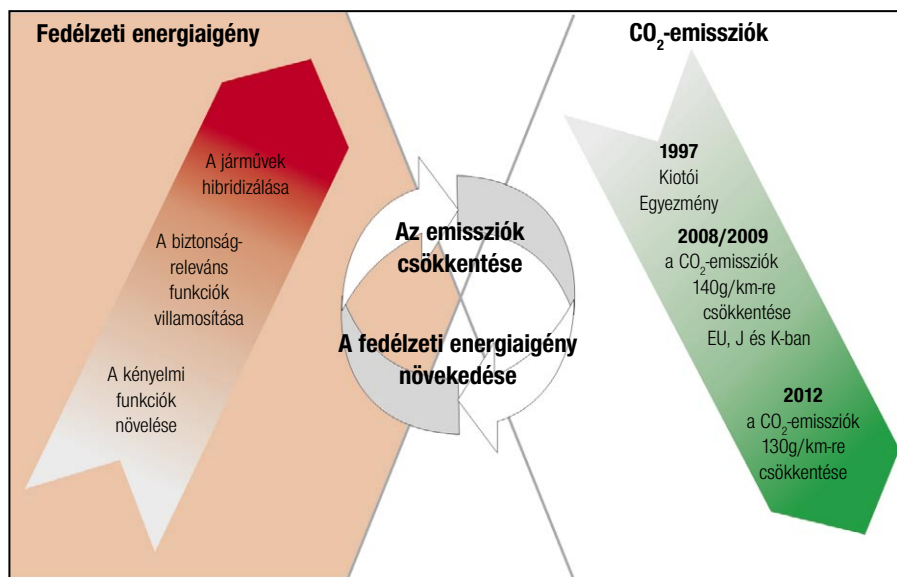 Fedélzeti energiaigény
A járművek
hibridizálása
A biztonság-
releváns
funkciók
villamosítása
A kényelmi
funkciók
növelése
Az emissziók
csökkentése
A fedélzeti energiaigény
növekedése
CO₂-emissziók
1997
Kiotói
Egyezmény
2008/2009
a CO₂-emissziók
140g/km-re
csökkentése
EU, J és K-ban
2012
a CO₂-emissziók
130g/km-re
csökkentése